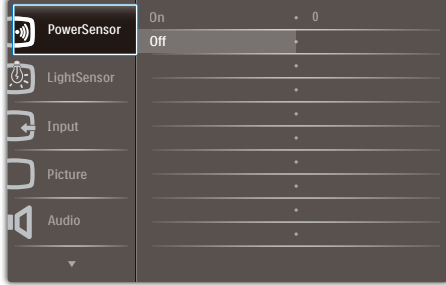 PowerSensor
LightSensor
Input
Picture
Audio
On 0
Off